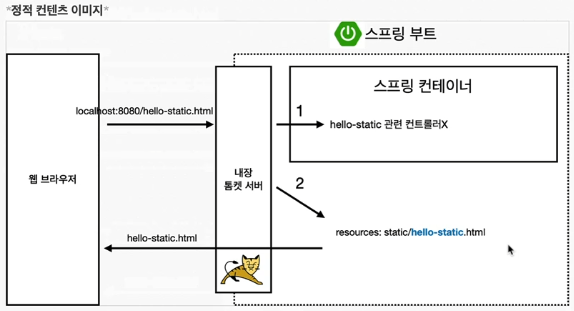 *정적 컨텐츠 이미지*
스프링 부트
스프링 컨테이너
localhost:8080/hello-static.html
1
hello-static 관련 컨트롤러X
웹 브라우저
내장
톰켓 서버
2
resources: static/hello-static.html
hello-static.html